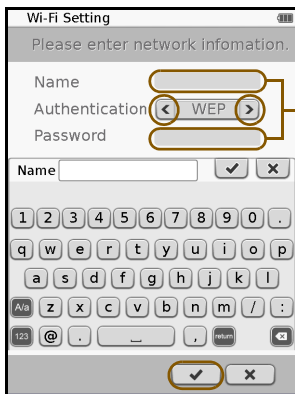 Wi-Fi Setting
Please enter network infomation.
Name
Authentication WEP
Password
Name
1 2 3 4 5 6 7 8 9 0 .
q w e r t y u i o p
a s d f g h j k l
A/a z x c v b n m / :
123 @ . , return